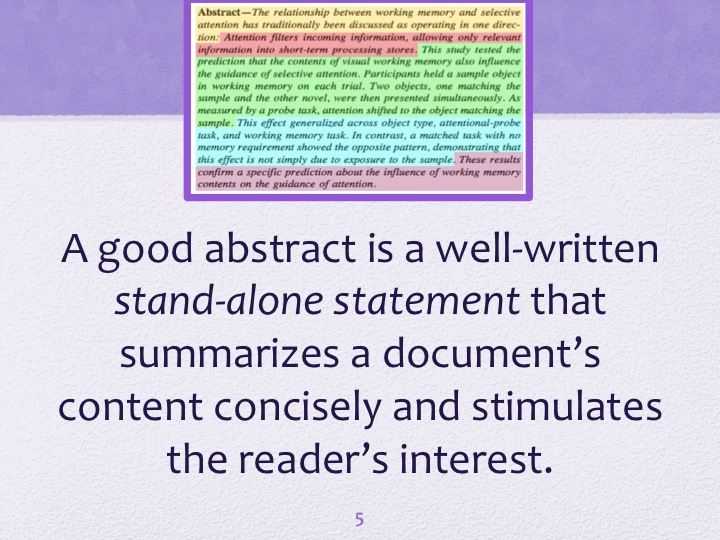 Abstract—The relationship between working memory and selective
attention has traditionally been discussed as operating in one direc-
tion: Attention filters incoming information, allowing only relevant
information into short-term processing stores. This study tested the
prediction that the contents of visual working memory also influence
the guidance of selective attention. Participants held a sample object
in working memory on each trial. Two objects, one matching the
sample and the other novel, were then presented simultaneously. As
measured by a probe task, attention shifted to the object matching the
sample. This effect generalized across object type, attentional-probe
task, and working memory task. In contrast, a matched task with no
memory requirement showed the opposite pattern, demonstrating that
this effect is not simply due to exposure to the sample. These results
confirm a specific prediction about the influence of working memory
contents on the guidance of attention.
A good abstract is a well-written
stand-alone statement that
summarizes a document’s
content concisely and stimulates
the reader’s interest.
5